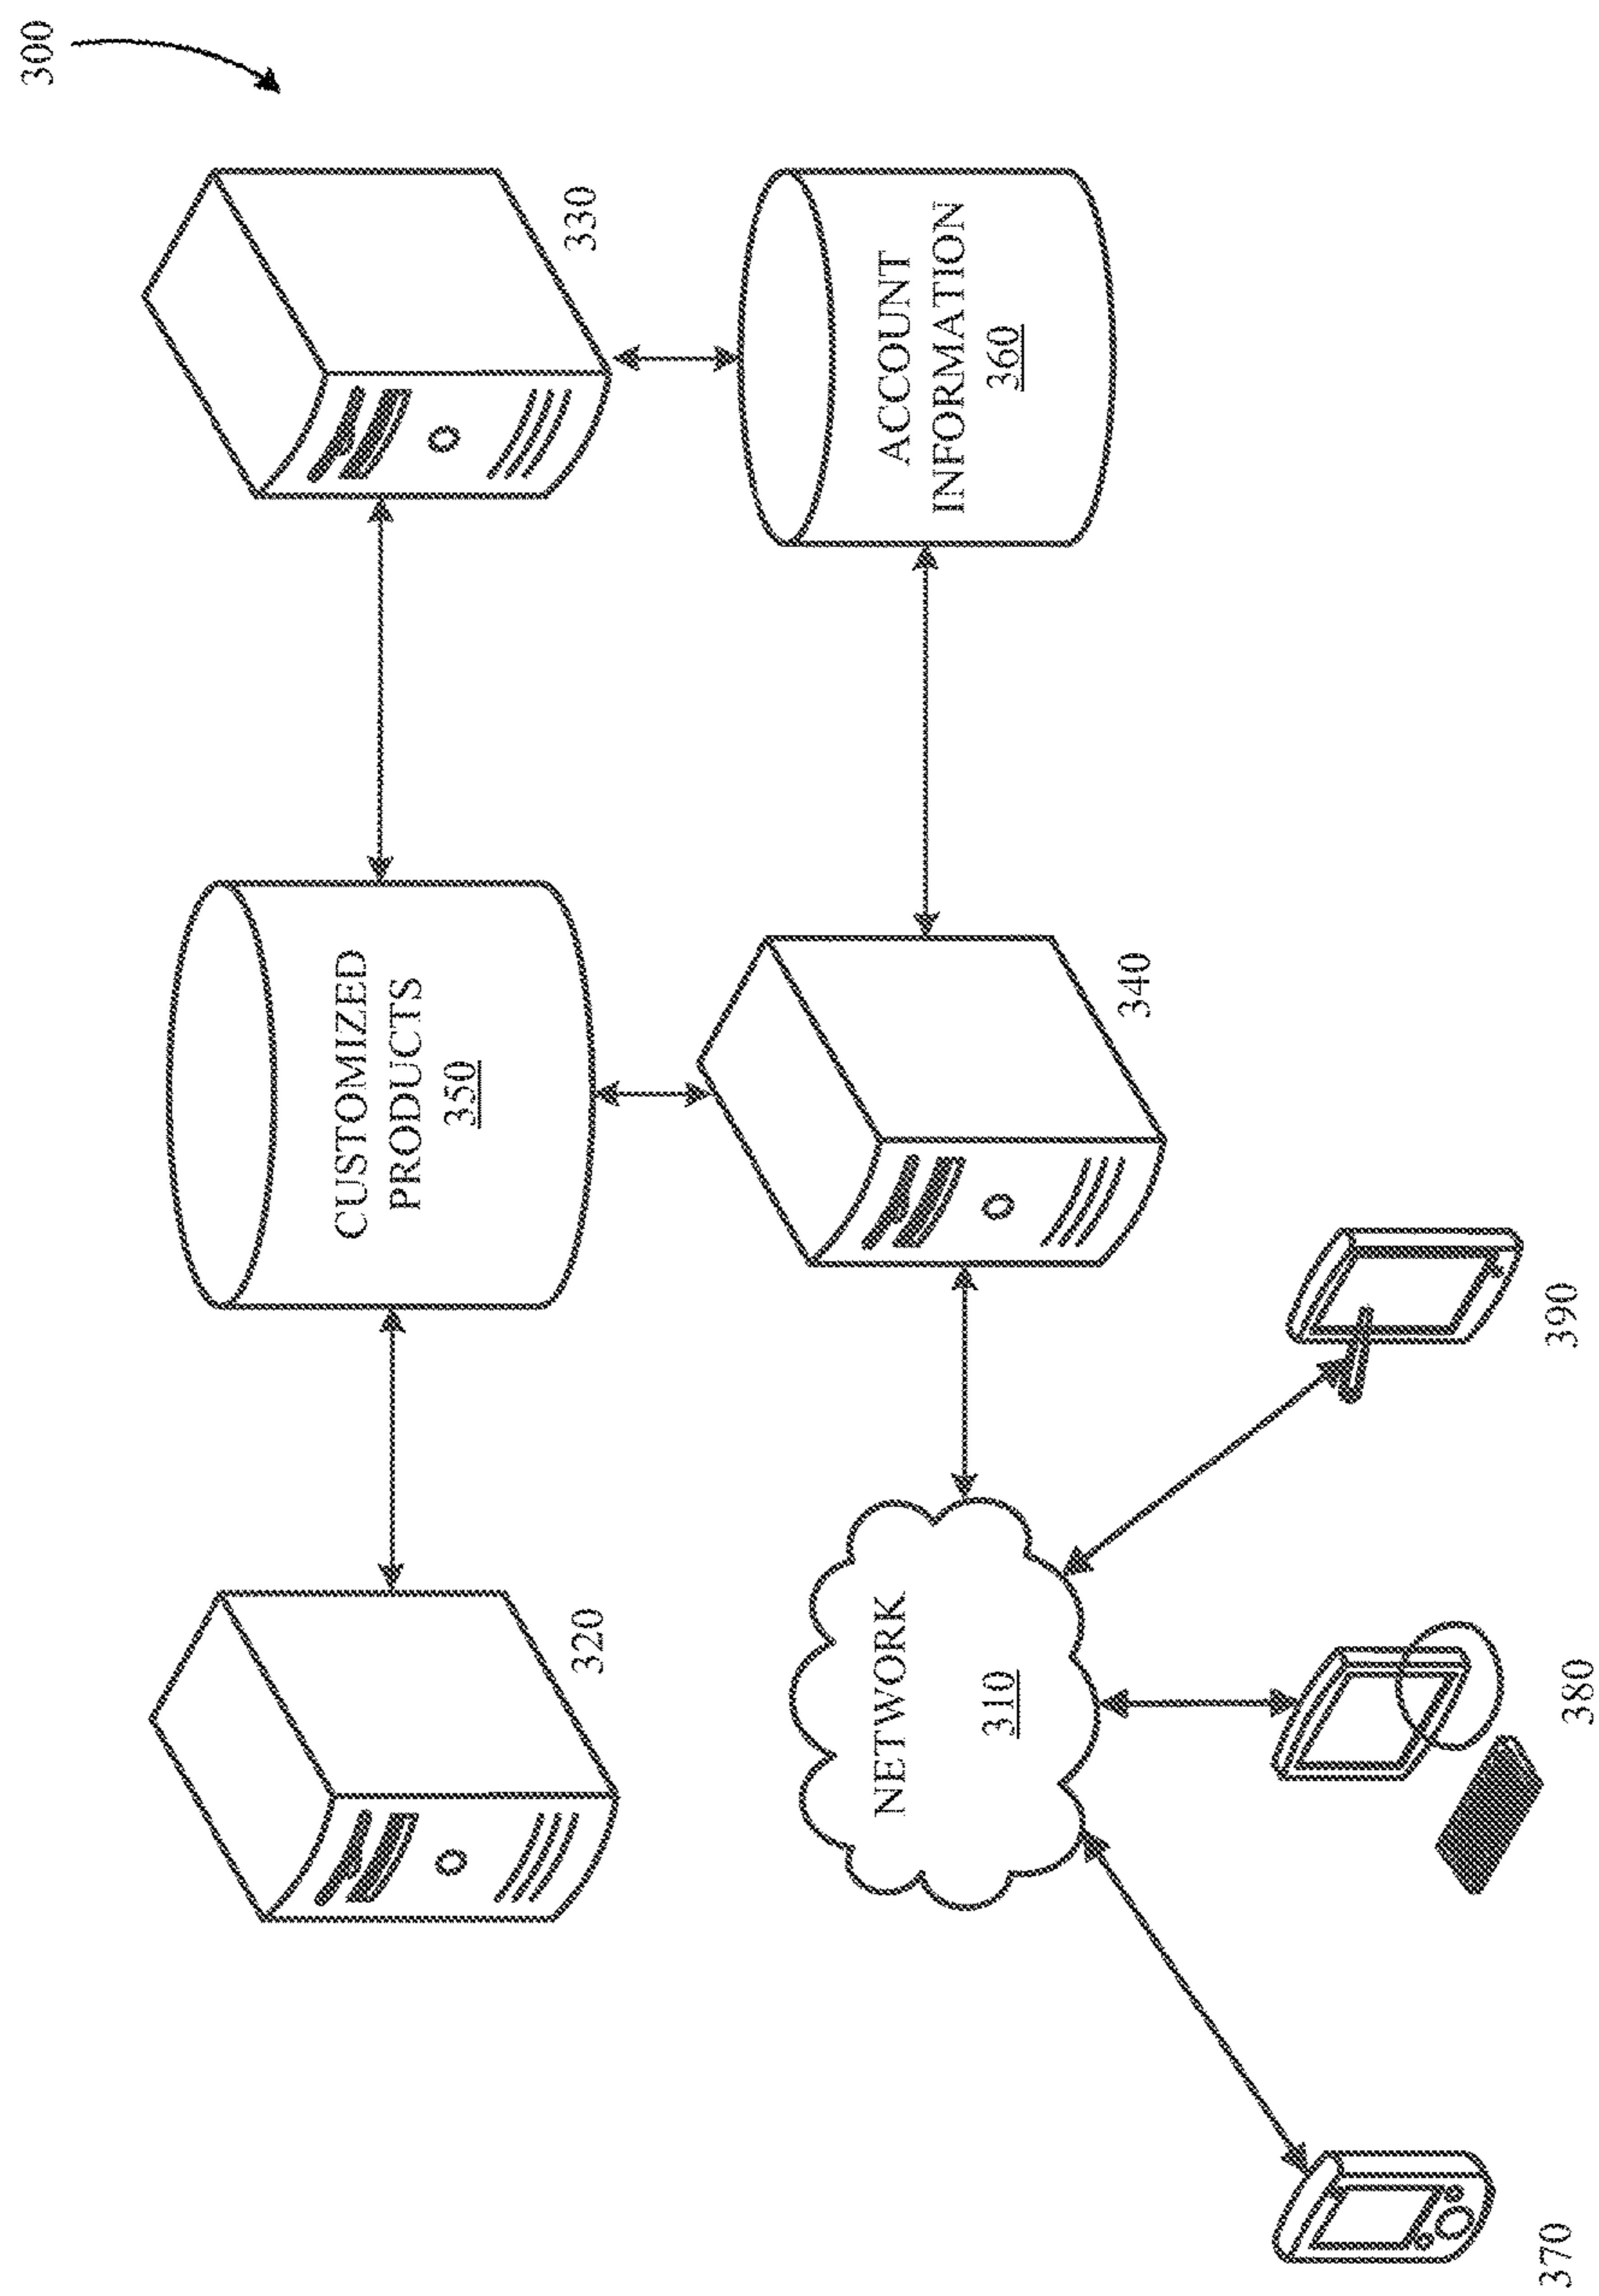 300
320
CUSTOMIZED
PRODUCTS
350
330
NETWORK
310
340
ACCOUNT
INFORMATION
360
370
380
390